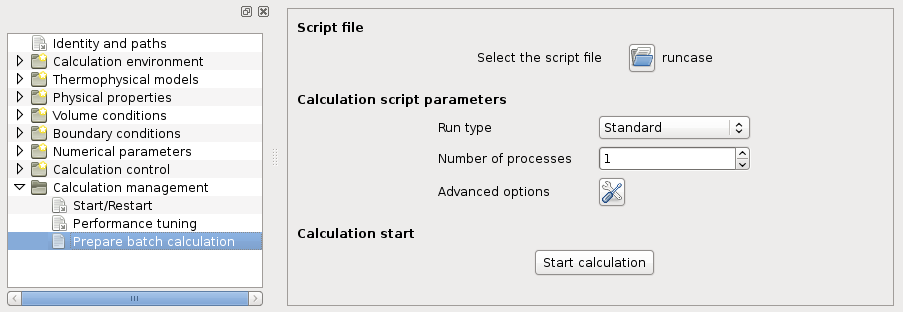 Identity and paths
Calculation environment
Thermophysical models
Physical properties
Volume conditions
Boundary conditions
Numerical parameters
Calculation control
Calculation management
Start/Restart
Performance tuning
Prepare batch calculation
Script file
Select the script file runcase
Calculation script parameters
Run type Standard
Number of processes 1
Advanced options
Calculation start
Start calculation